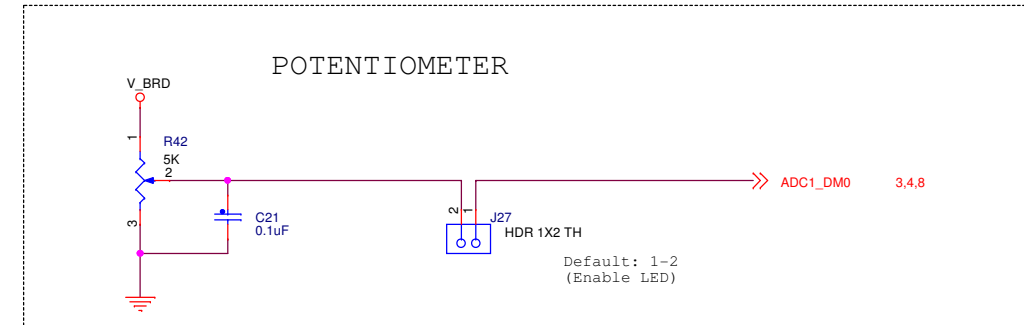 POTENTIOMETER
V_BRD
1
R42
5K
2
3
C21
0.1uF
2
1
J27
HDR 1X2 TH
Default: 1-2
(Enable LED)
ADC1_DM0 3,4,8